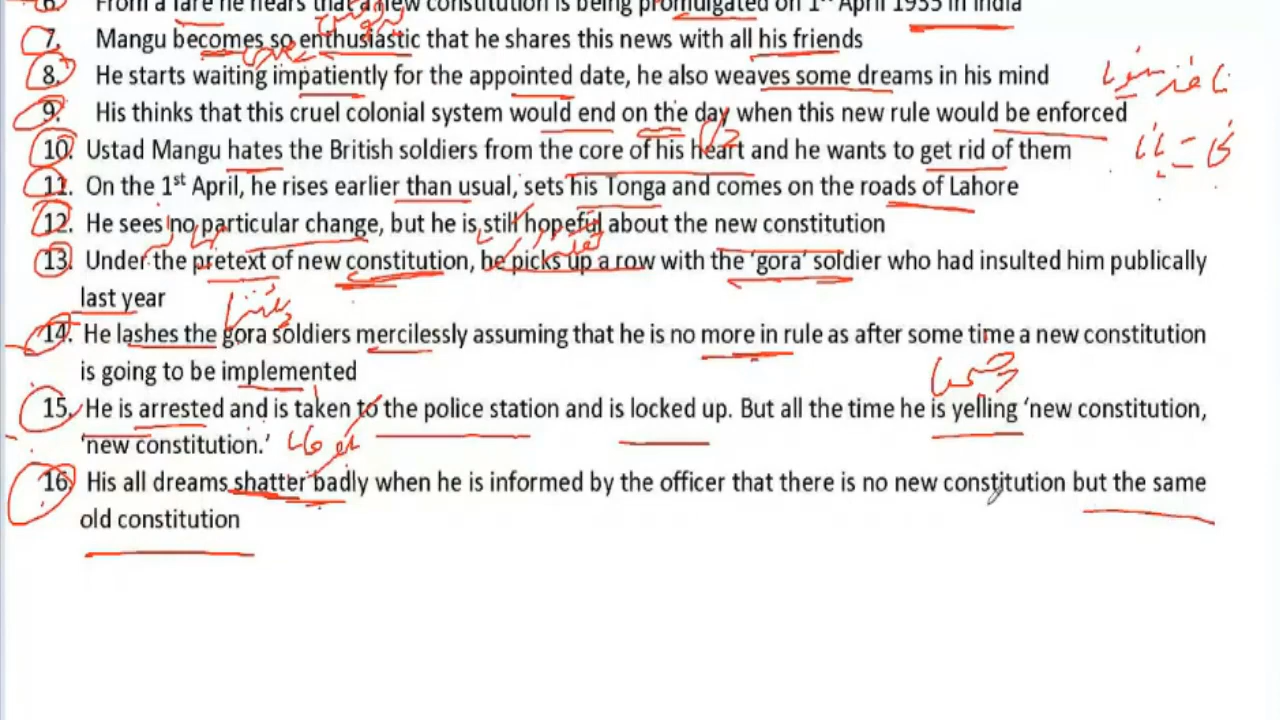 6. From a fare he hears that a new constitution is being promulgated on 1st April 1935 in India
7. Mangu becomes so enthusiastic that he shares this news with all his friends
8. He starts waiting impatiently for the appointed date, he also weaves some dreams in his mind
9. His thinks that this cruel colonial system would end on the day when this new rule would be enforced
10. Ustad Mangu hates the British soldiers from the core of his heart and he wants to get rid of them
11. On the 1st April, he rises earlier than usual, sets his Tonga and comes on the roads of Lahore
12. He sees no particular change, but he is still hopeful about the new constitution
13. Under the pretext of new constitution, he picks up a row with the ‘gora’ soldier who had insulted him publically
last year
14. He lashes the gora soldiers mercilessly assuming that he is no more in rule as after some time a new constitution
is going to be implemented
15. He is arrested and is taken to the police station and is locked up. But all the time he is yelling ‘new constitution,
‘new constitution.’
16. His all dreams shatter badly when he is informed by the officer that there is no new constitution but the same
old constitution